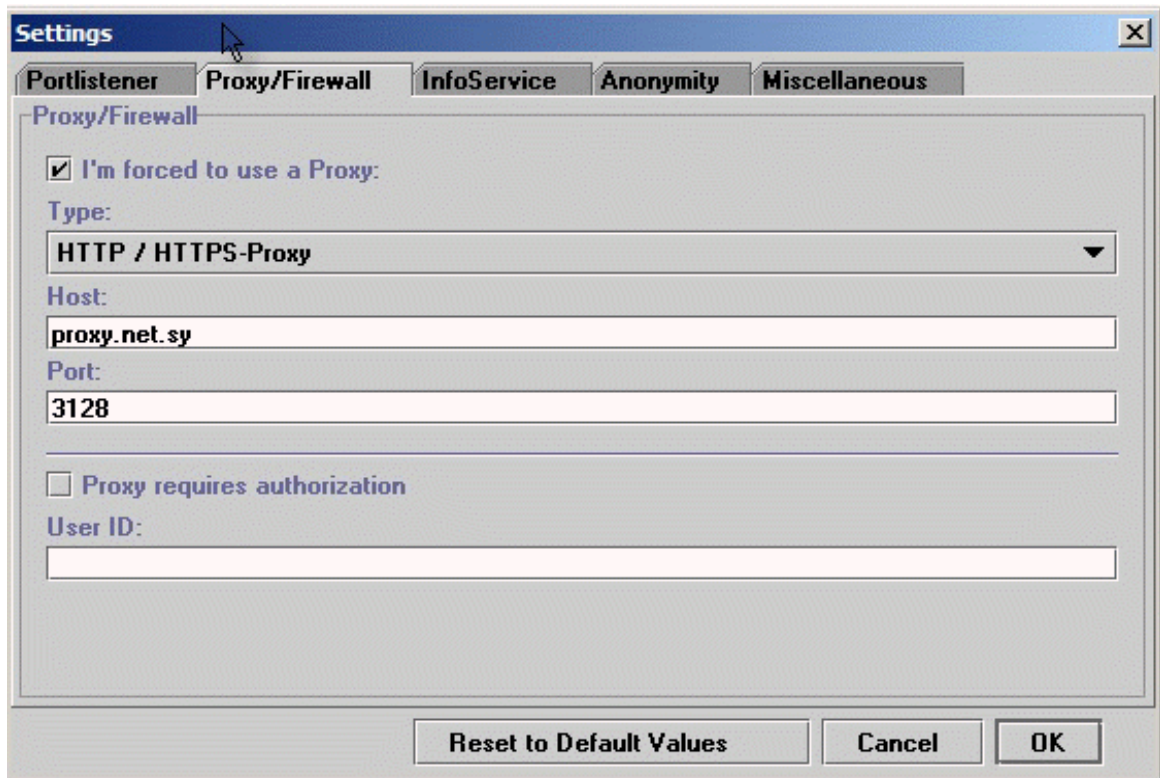 Settings
Portlistener Proxy/Firewall InfoService Anonymity Miscellaneous
Proxy/Firewall
I'm forced to use a Proxy:
Type:
HTTP / HTTPS-Proxy
Host:
proxy.net.sy
Port:
3128
Proxy requires authorization
User ID:
Reset to Default Values Cancel OK